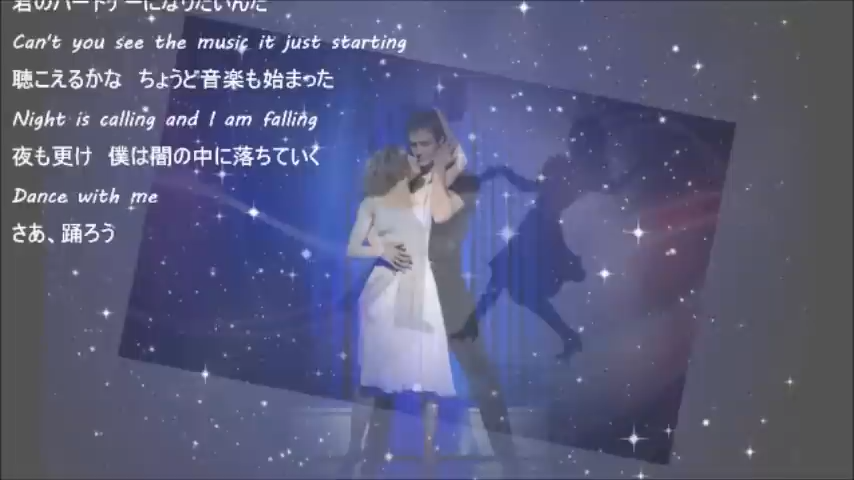 君のパートナーになりたいんだ
Can't you see the music it just starting
聴こえるかな ちょうど音楽も始まった
Night is calling and I am falling
夜も更け 僕は闇の中に落ちていく
Dance with me
さあ、踊ろう